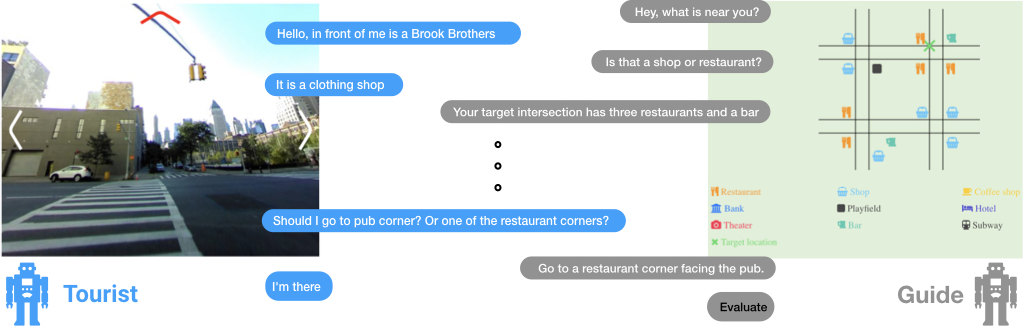 Hey, what is near you?
Hello, in front of me is a Brook Brothers
Is that a shop or restaurant?
It is a clothing shop
Your target intersection has three restaurants and a bar
Should I go to pub corner? Or one of the restaurant corners?
Go to a restaurant corner facing the pub.
I'm there
Evaluate
Restaurant Shop Coffee shop
Bank Playfield Hotel
Theater Bar Subway
Target location
Tourist
Guide